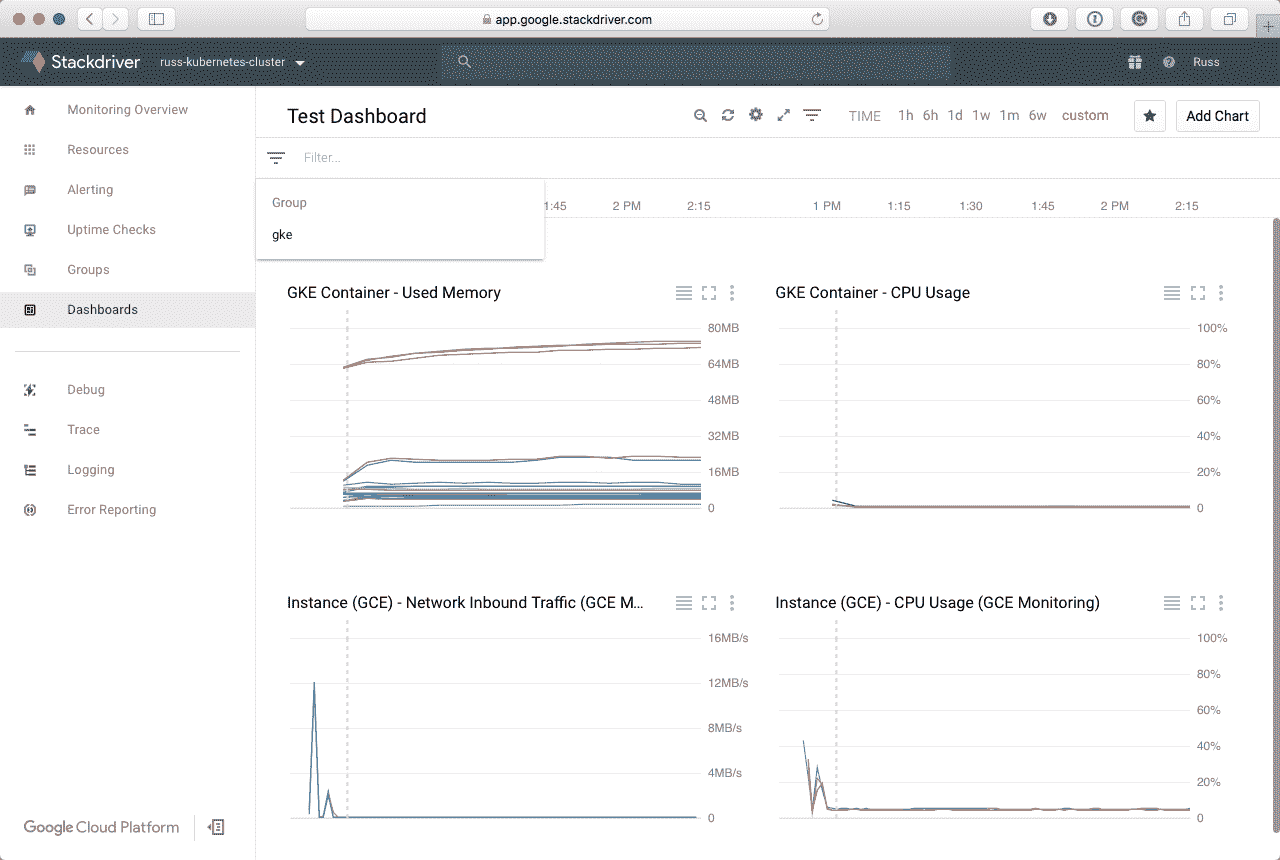 app.google.stackdriver.com
Stackdriver russ-kubernetes-cluster Russ
Monitoring Overview
Resources
Alerting
Uptime Checks
Groups
Dashboards
Debug
Trace
Logging
Error Reporting
Google Cloud Platform
Test Dashboard TIME 1h 6h 1d 1w 1m 6w custom Add Chart
Filter...
Group
gke
1:45 2 PM 2:15 1 PM 1:15 1:30 1:45 2 PM 2:15
GKE Container - Used Memory
80MB
64MB
48MB
32MB
16MB
0
GKE Container - CPU Usage
100%
80%
60%
40%
20%
0
Instance (GCE) - Network Inbound Traffic (GCE M...
16MB/s
12MB/s
8MB/s
4MB/s
0
Instance (GCE) - CPU Usage (GCE Monitoring)
100%
80%
60%
40%
20%
0